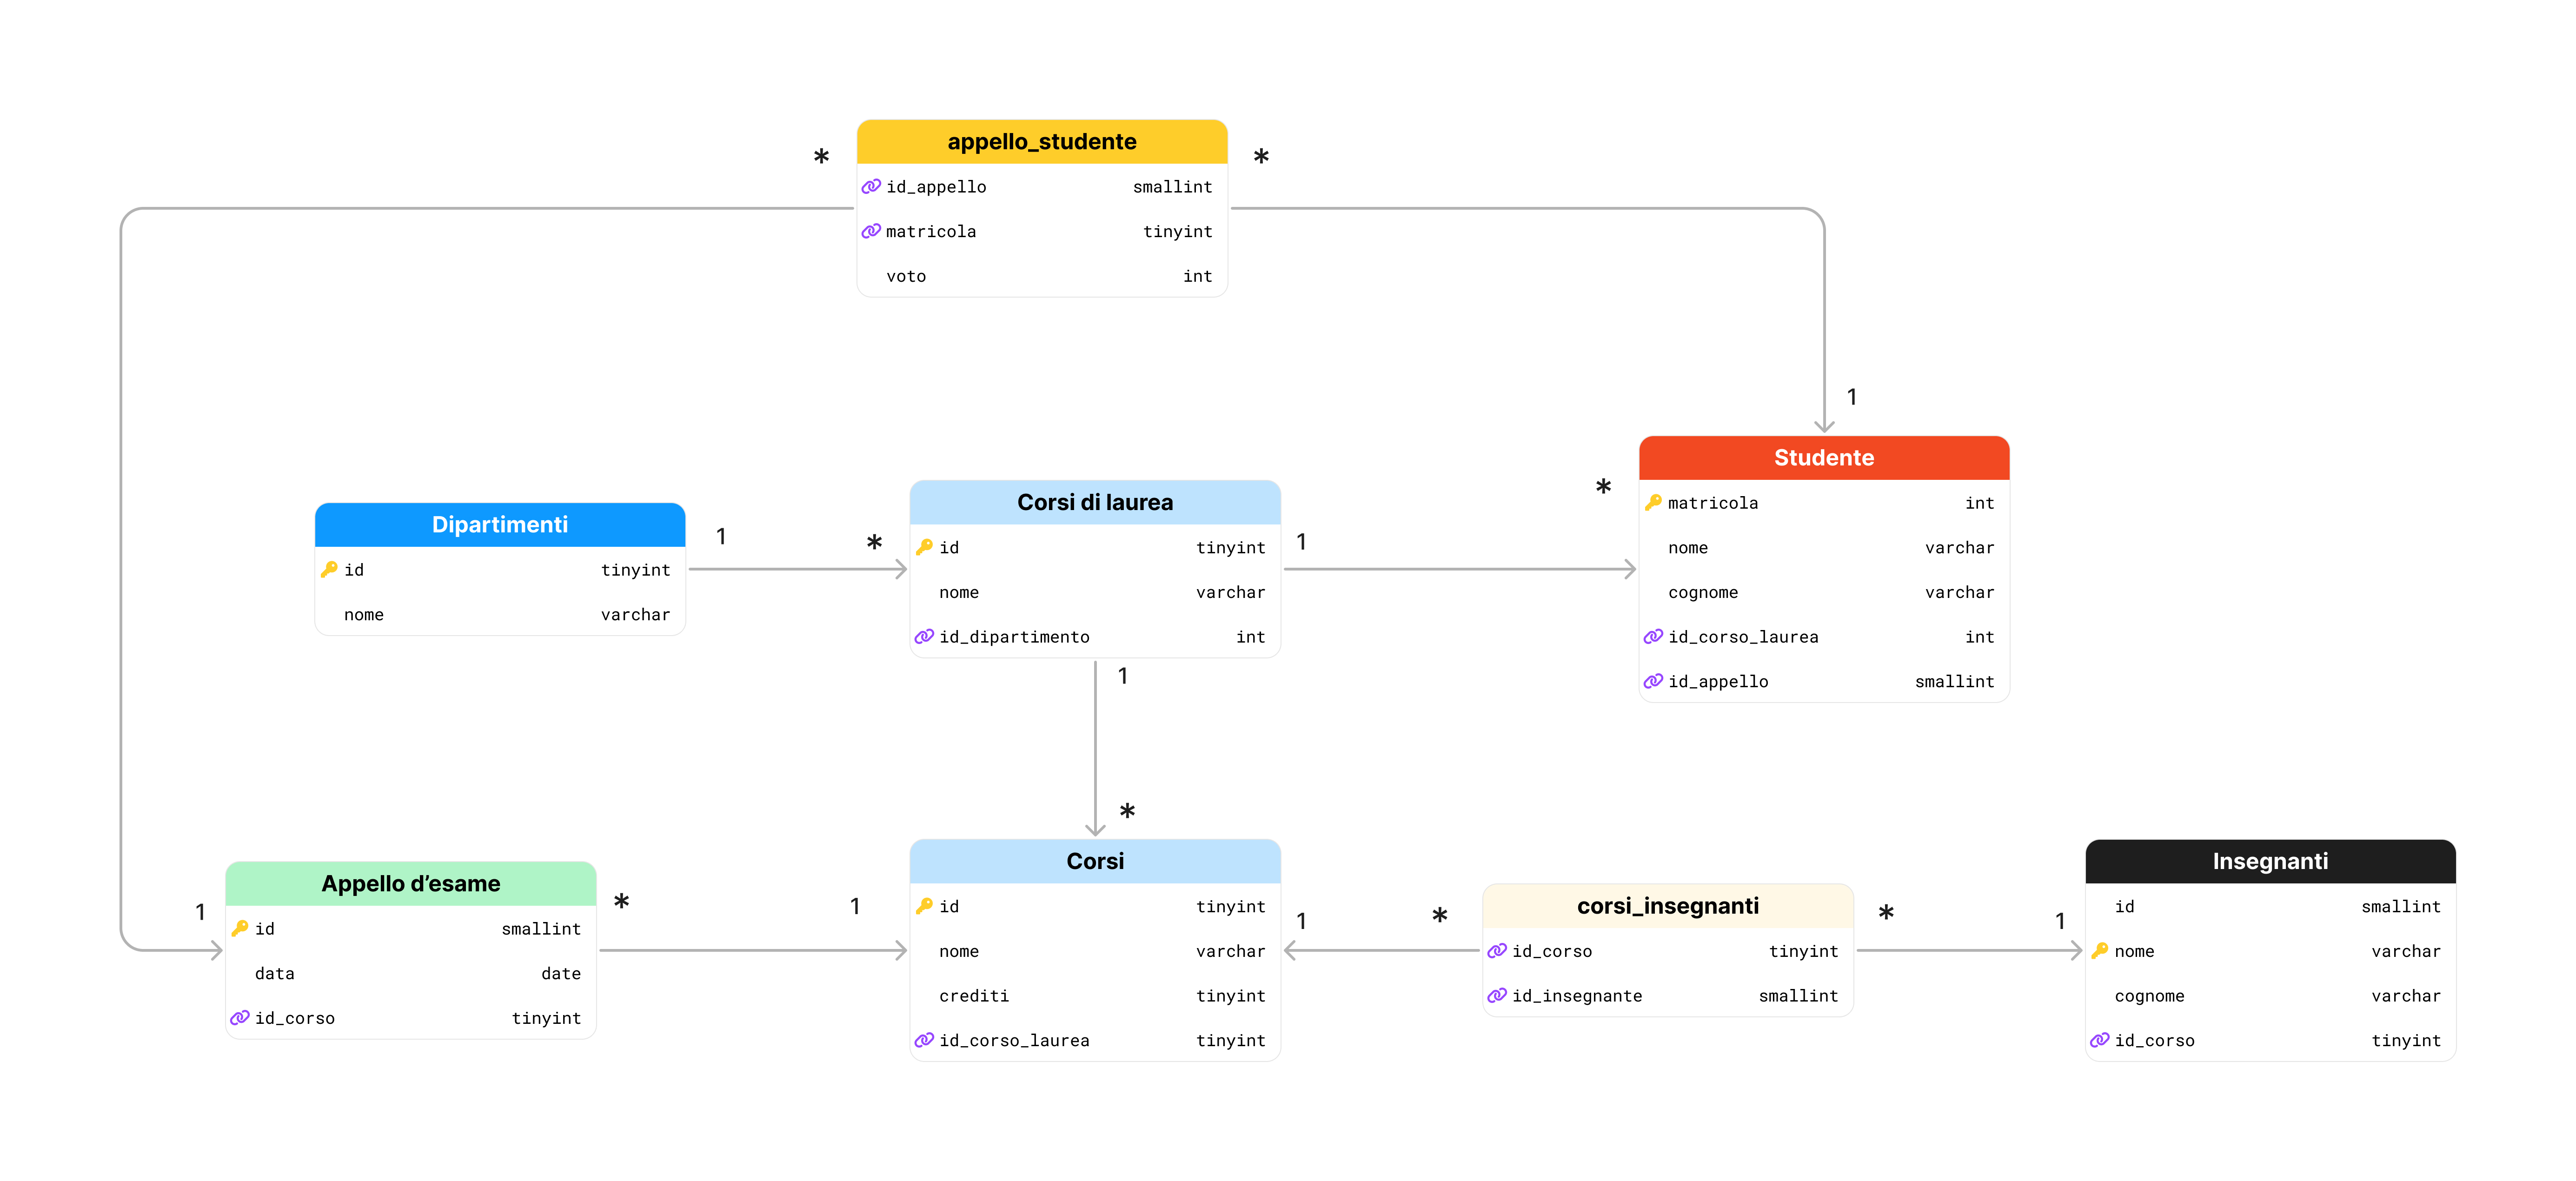 appello_studente
* *
id_appello smallint
matricola tinyint
voto int
1
Studente
*
matricola int
nome varchar
cognome varchar
id_corso_laurea int
id_appello smallint
Dipartimenti
id tinyint
nome varchar
1 *
Corsi di laurea
id tinyint
nome varchar
id_dipartimento int
1
1
*
Appello d’esame
id smallint
data date
id_corso tinyint
1 * 1
Corsi
id tinyint
nome varchar
crediti tinyint
id_corso_laurea tinyint
1 *
corsi_insegnanti
id_corso tinyint
id_insegnante smallint
* 1
Insegnanti
id smallint
nome varchar
cognome varchar
id_corso tinyint